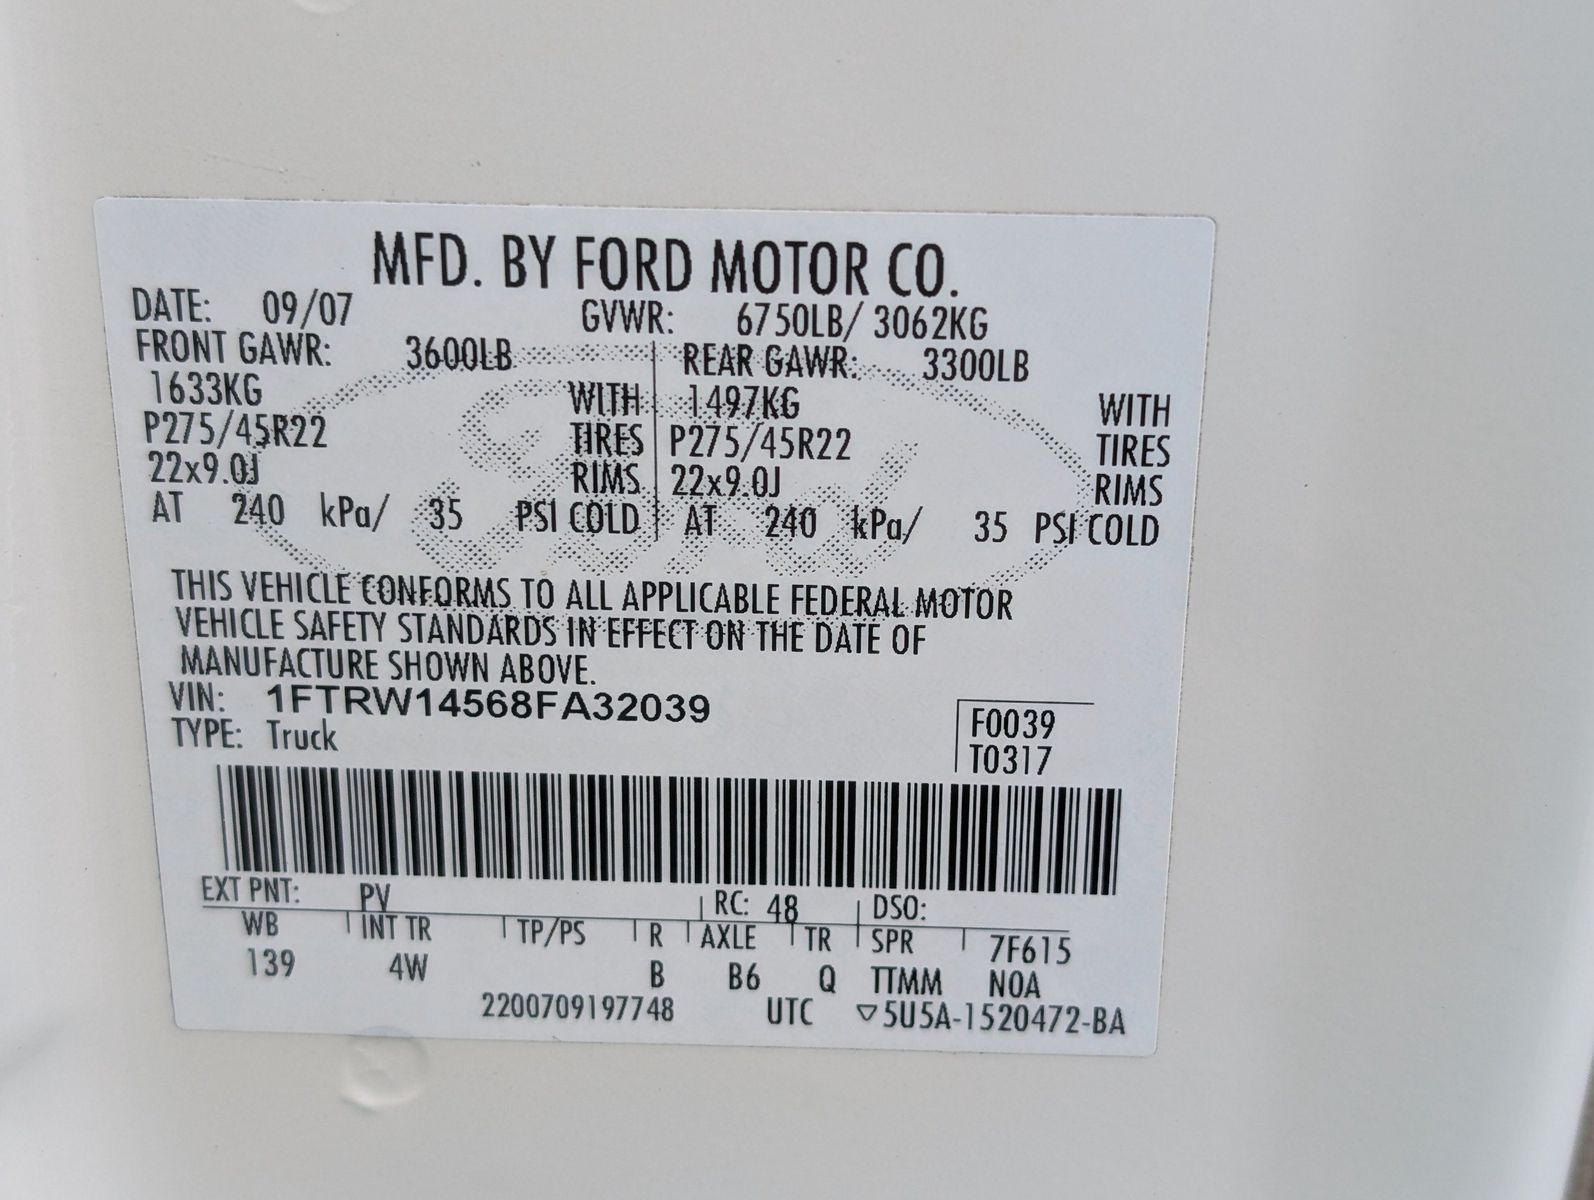 MFD. BY FORD MOTOR CO.
DATE: 09/07 GVWR: 6750LB/ 3062KG
FRONT GAWR: 3600LB REAR GAWR: 3300LB
1633KG WITH 1497KG WITH
P275/45R22 TIRES P275/45R22 TIRES
22x9.0J RIMS 22x9.0J RIMS
AT 240 kPa/ 35 PSI COLD AT 240 kPa/ 35 PSI COLD
THIS VEHICLE CONFORMS TO ALL APPLICABLE FEDERAL MOTOR
VEHICLE SAFETY STANDARDS IN EFFECT ON THE DATE OF
MANUFACTURE SHOWN ABOVE.
VIN: 1FTRW14568FA32039 F0039
TYPE: Truck T0317
EXT PNT: PV RC: 48 DSO:
WB INT TR TP/PS R AXLE TR SPR 7F615
139 4W B B6 Q TTMM NOA
2200709197748 UTC ▽5U5A-1520472-BA
Ford